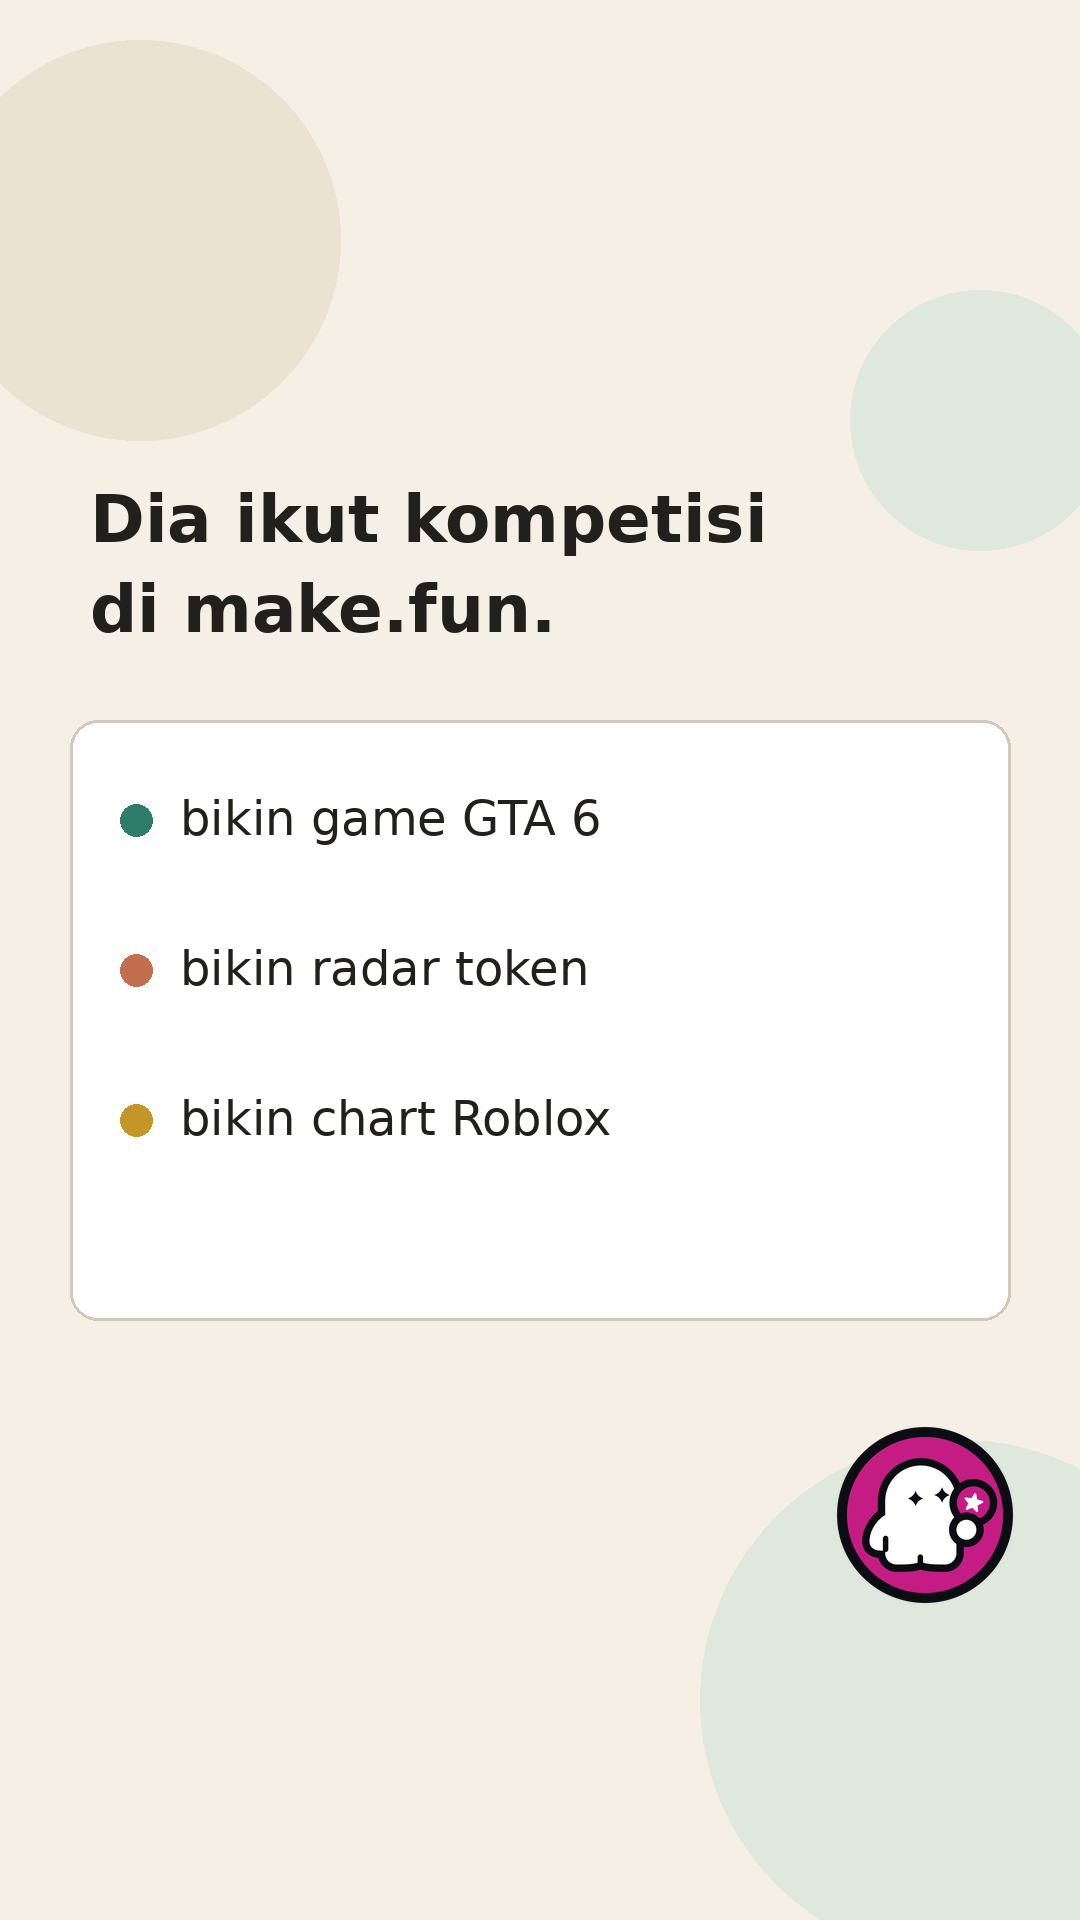 Dia ikut kompetisi
di make.fun.
bikin game GTA 6
bikin radar token
bikin chart Roblox